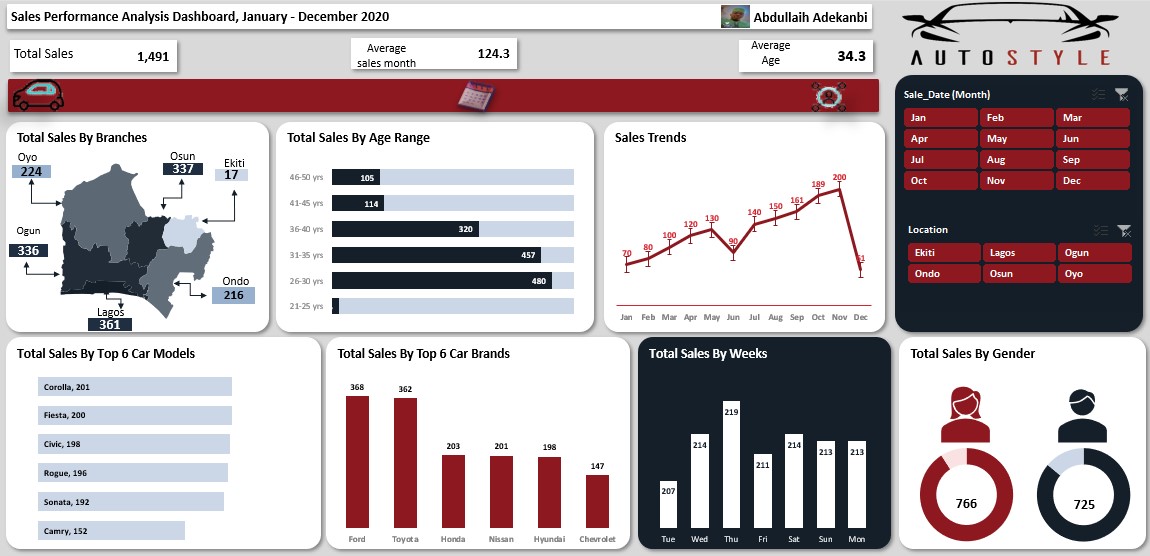 Sales Performance Analysis Dashboard, January - December 2020
Abdullaih Adekanbi
AUTOSTYLE
Total Sales
1,491
Average
sales month
124.3
Average
Age
34.3
Total Sales By Branches
Oyo
224
Osun
337
Ekiti
17
Ogun
336
Ondo
216
Lagos
361
Total Sales By Age Range
46-50 yrs
105
41-45 yrs
114
36-40 yrs
320
31-35 yrs
457
26-30 yrs
480
21-25 yrs
Sales Trends
70
80
100
120
130
90
140
150
161
189
200
Jan Feb Mar Apr May Jun Jul Aug Sep Oct Nov Dec
Sale_Date (Month)
Jan Feb Mar
Apr May Jun
Jul Aug Sep
Oct Nov Dec
Location
Ekiti Lagos Ogun
Ondo Osun Oyo
Total Sales By Top 6 Car Models
Corolla, 201
Fiesta, 200
Civic, 198
Rogue, 196
Sonata, 192
Camry, 152
Total Sales By Top 6 Car Brands
368 362 203 201 198 147
Ford Toyota Honda Nissan Hyundai Chevrolet
Total Sales By Weeks
207 214 219 211 214 213 213
Tue Wed Thu Fri Sat Sun Mon
Total Sales By Gender
766
725